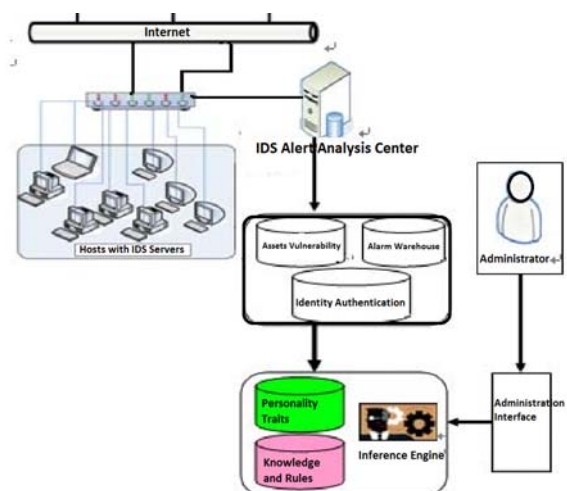 Internet
IDS Alert Analysis Center
Hosts with IDS Servers
Assets Vulnerability
Alarm Warehouse
Identity Authentication
Administrator
Personality
Traits
Knowledge
and Rules
Inference Engine
Administration
Interface